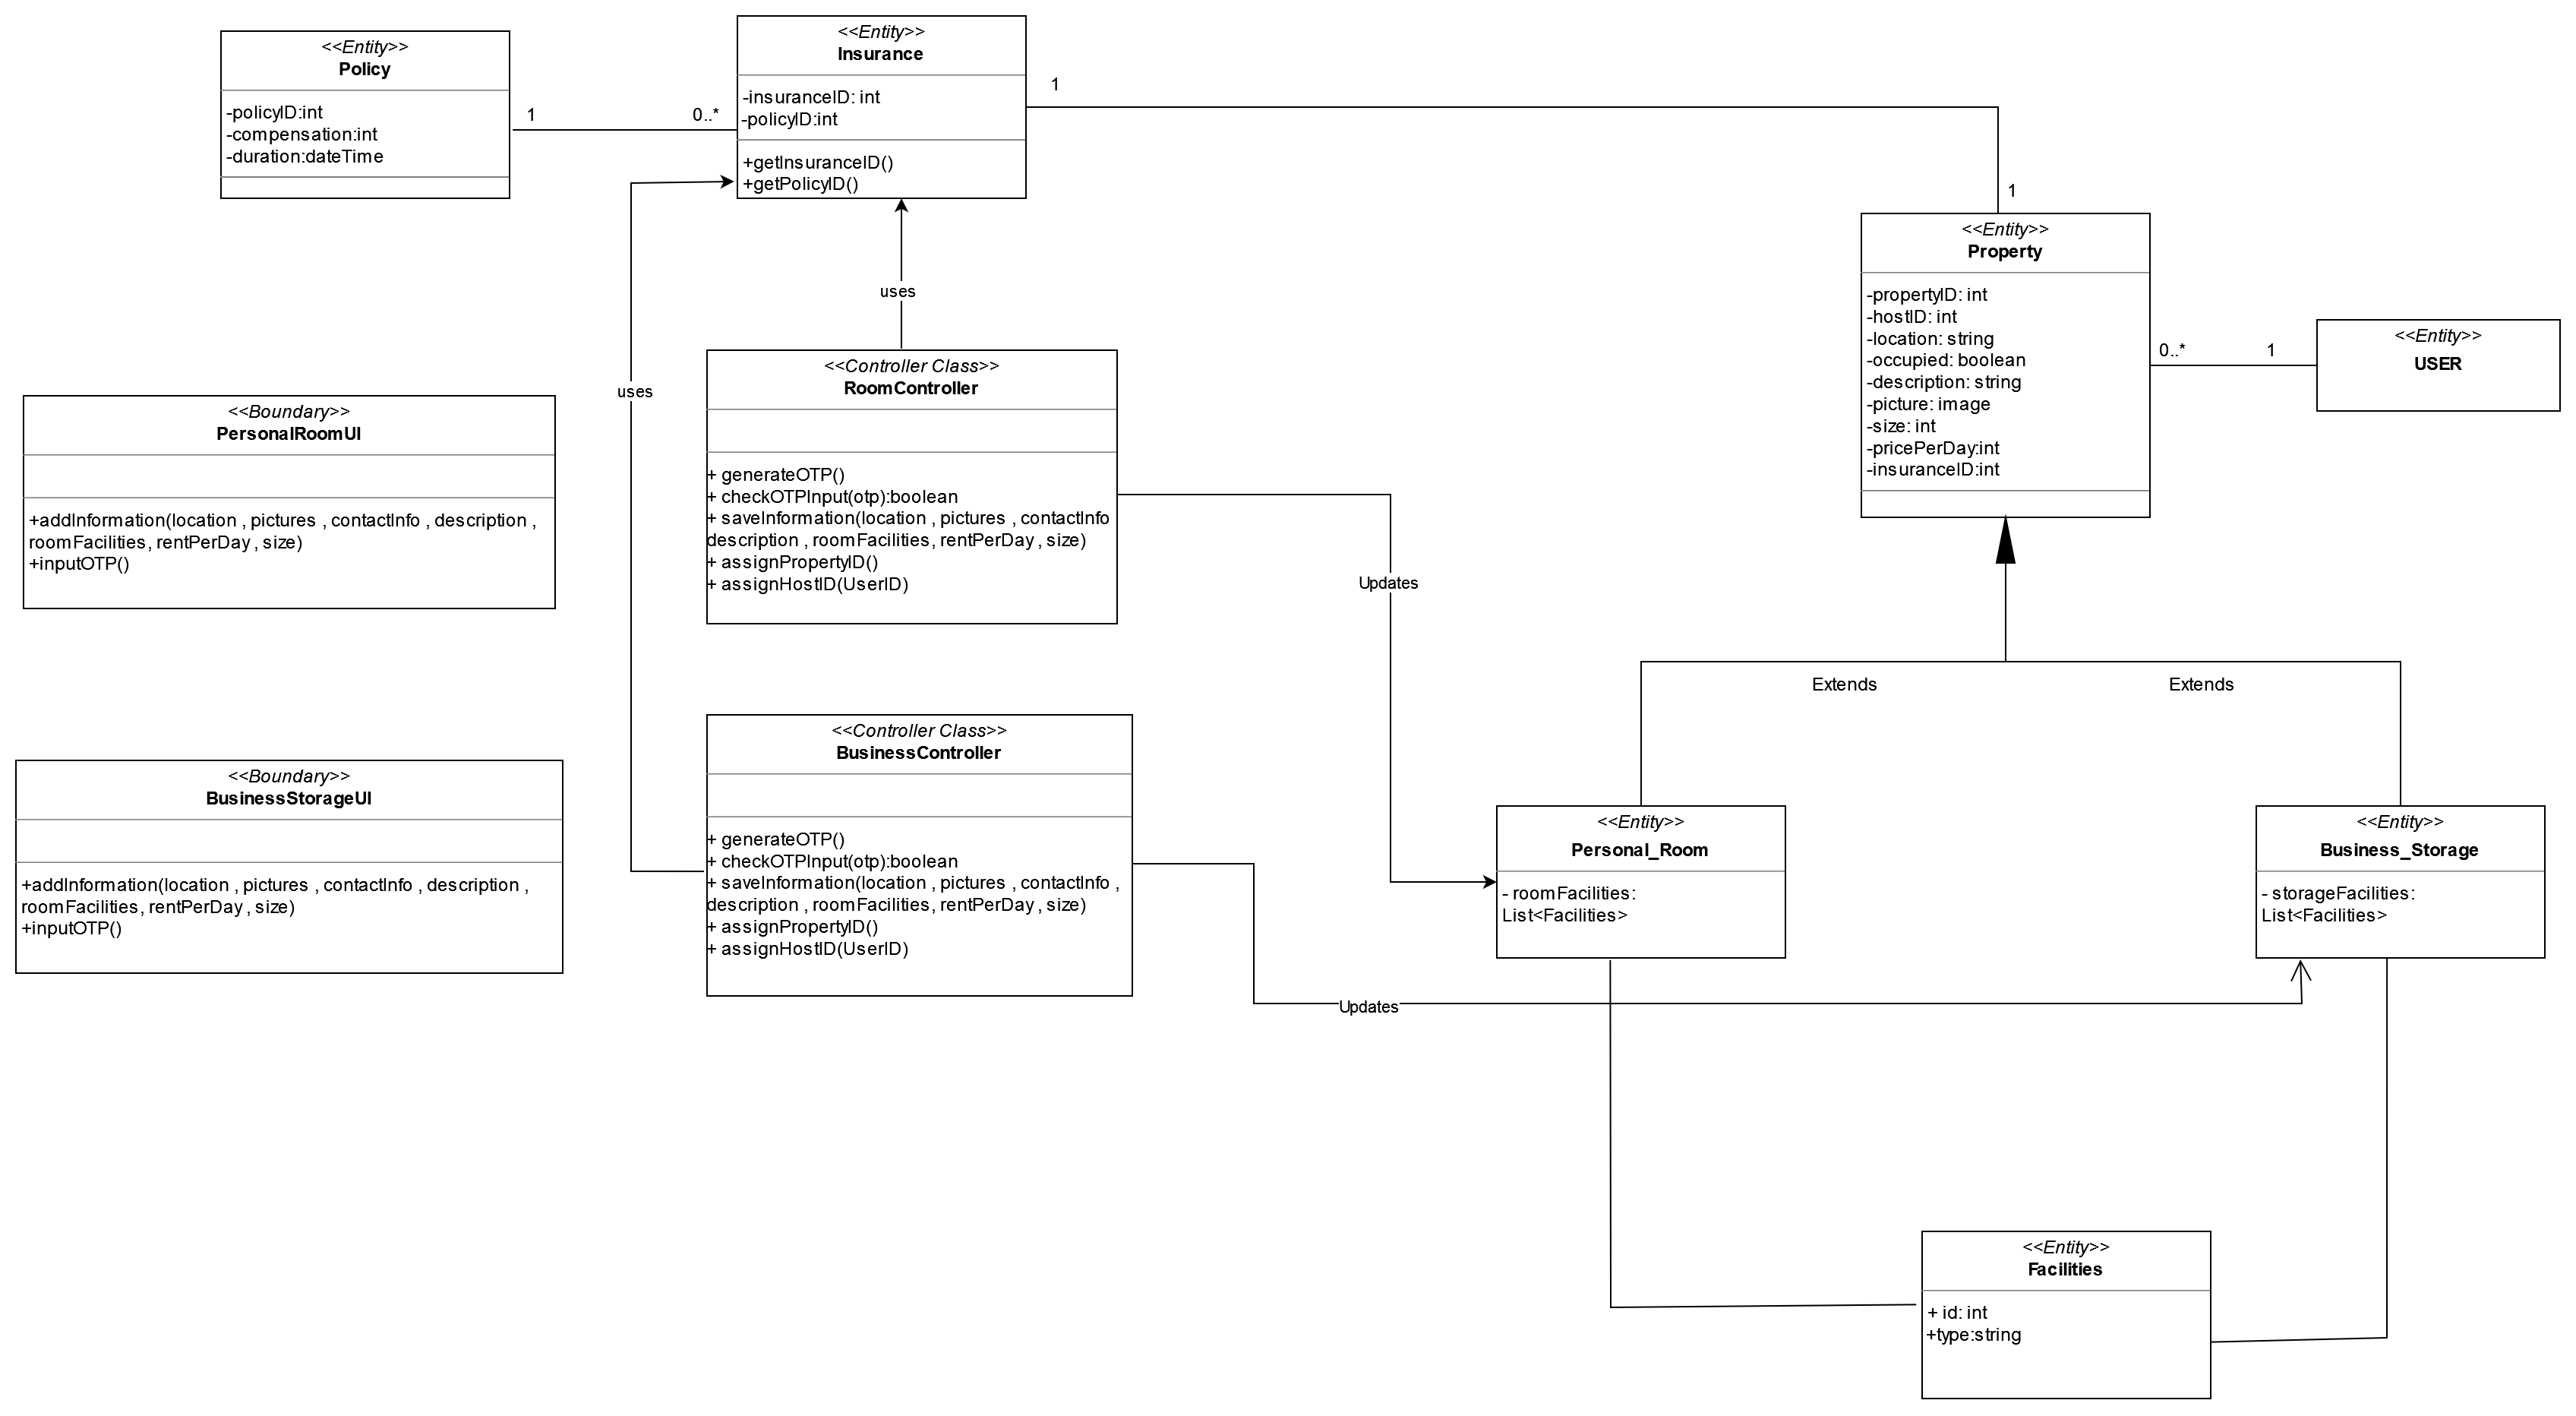 <<Entity>>
Policy
-policyID:int
-compensation:int
-duration:dateTime
1
0..*
<<Entity>>
Insurance
-insuranceID: int
-policyID:int
+getInsuranceID()
+getPolicyID()
1
1
<<Entity>>
Property
-propertyID: int
-hostID: int
-location: string
-occupied: boolean
-description: string
-picture: image
-size: int
-pricePerDay:int
-insuranceID:int
0..*
1
<<Entity>>
USER
uses
uses
<<Boundary>>
PersonalRoomUI
+addInformation(location , pictures , contactInfo , description ,
roomFacilities, rentPerDay , size)
+inputOTP()
<<Controller Class>>
RoomController
+ generateOTP()
+ checkOTPInput(otp):boolean
+ saveInformation(location , pictures , contactInfo
description , roomFacilities, rentPerDay , size)
+ assignPropertyID()
+ assignHostID(UserID)
Updates
Extends
Extends
<<Boundary>>
BusinessStorageUI
+addInformation(location , pictures , contactInfo , description ,
roomFacilities, rentPerDay , size)
+inputOTP()
<<Controller Class>>
BusinessController
+ generateOTP()
+ checkOTPInput(otp):boolean
+ saveInformation(location , pictures , contactInfo ,
description , roomFacilities, rentPerDay , size)
+ assignPropertyID()
+ assignHostID(UserID)
Updates
<<Entity>>
Personal_Room
- roomFacilities:
List<Facilities>
<<Entity>>
Business_Storage
- storageFacilities:
List<Facilities>
<<Entity>>
Facilities
+ id: int
+type:string